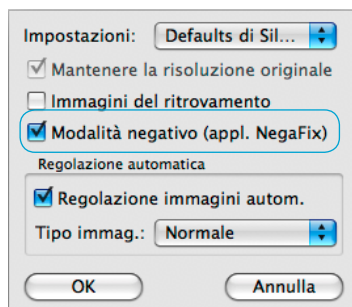 Impostazioni: Defaults di Sil...
Mantenere la risoluzione originale
Immagini del ritrovamento
Modalità negativo (appl. NegaFix)
Regolazione automatica
Regolazione immagini autom.
Tipo immag.: Normale
OK Annulla